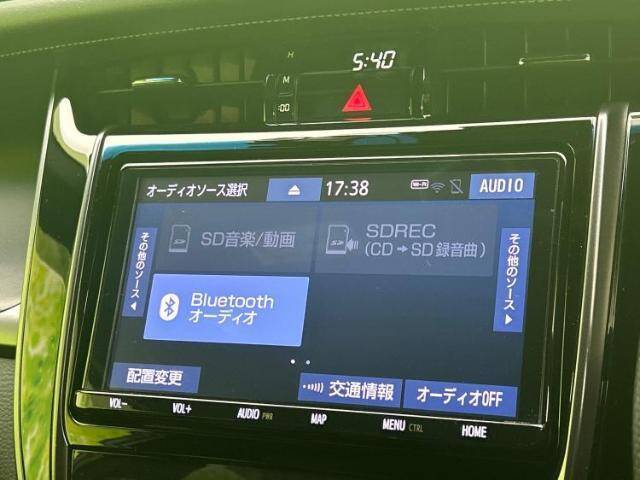 H
5:40
M
:00
オーディオソース選択
17:38
Wi-Fi
AUDIO
その他のソース
SD音楽/動画
SDREC
(CD→SD録音曲)
その他のソース
Bluetooth
オーディオ
配置変更
交通情報
オーディオOFF
VOL−
VOL+
AUDIO PWR
MAP
MENU CTRL
HOME